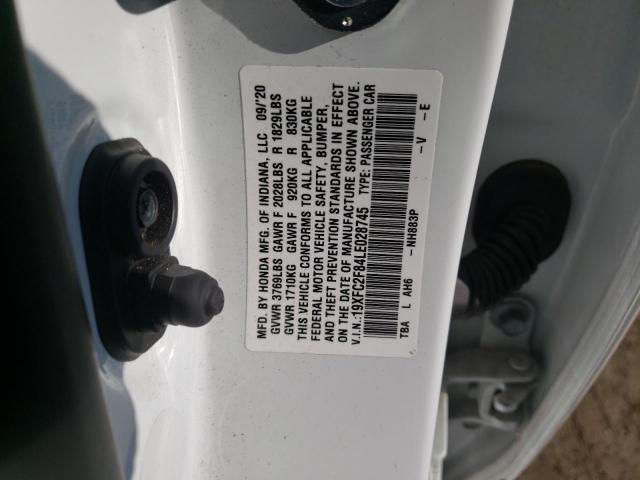 MFD. BY HONDA MFG. OF INDIANA, LLC 09/'20
GVWR 3769LBS GAWR F 2028LBS R 1829LBS
GVWR 1710KG GAWR F 920KG R 830KG
THIS VEHICLE CONFORMS TO ALL APPLICABLE
FEDERAL MOTOR VEHICLE SAFETY, BUMPER,
AND THEFT PREVENTION STANDARDS IN EFFECT
ON THE DATE OF MANUFACTURE SHOWN ABOVE.
V.I.N.:19XFC2F84LE028745 TYPE: PASSENGER CAR
TBA L AH6 -NH883P -V -E